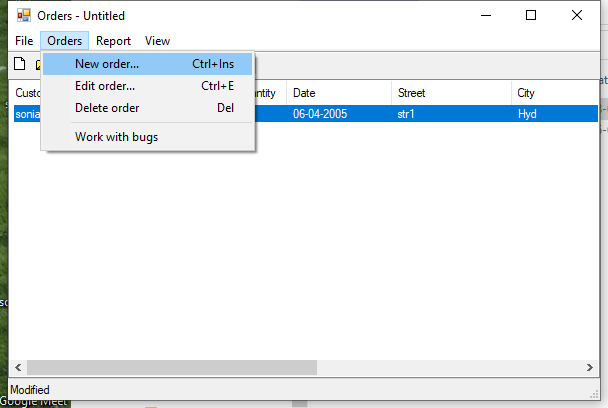 Orders - Untitled
File Orders Report View
New order... Ctrl+Ins
Edit order... Ctrl+E
Delete order Del
Work with bugs
Custo antity Date Street City
sonia 06-04-2005 str1 Hyd
Modified
Google Meet